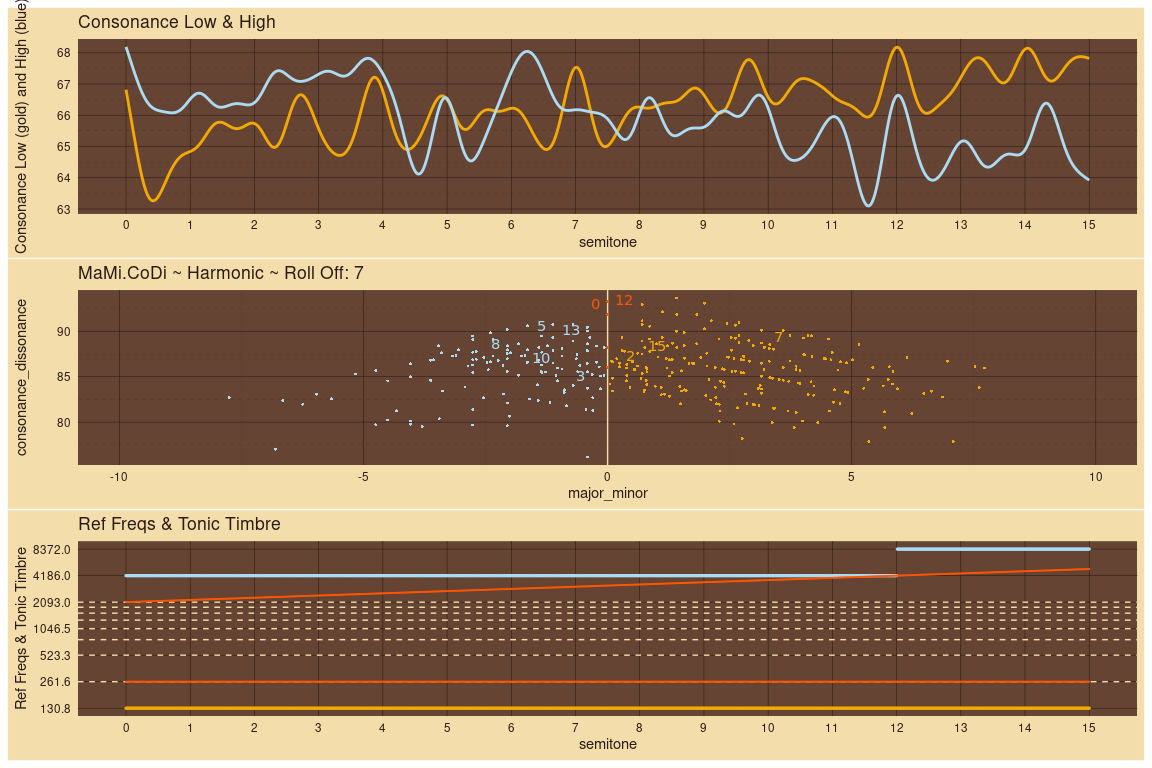 Consonance Low & High
Consonance Low (gold) and High (blue)
68
67
66
65
64
63
0 1 2 3 4 5 6 7 8 9 10 11 12 13 14 15
semitone
MaMi.CoDi ~ Harmonic ~ Roll Off: 7
consonance_dissonance
90
85
80
0 12
5 13 7
8 15
10 2
3
-10 -5 0 5 10
major_minor
Ref Freqs & Tonic Timbre
Ref Freqs & Tonic Timbre
8372.0
4186.0
2093.0
1046.5
523.3
261.6
130.8
0 1 2 3 4 5 6 7 8 9 10 11 12 13 14 15
semitone